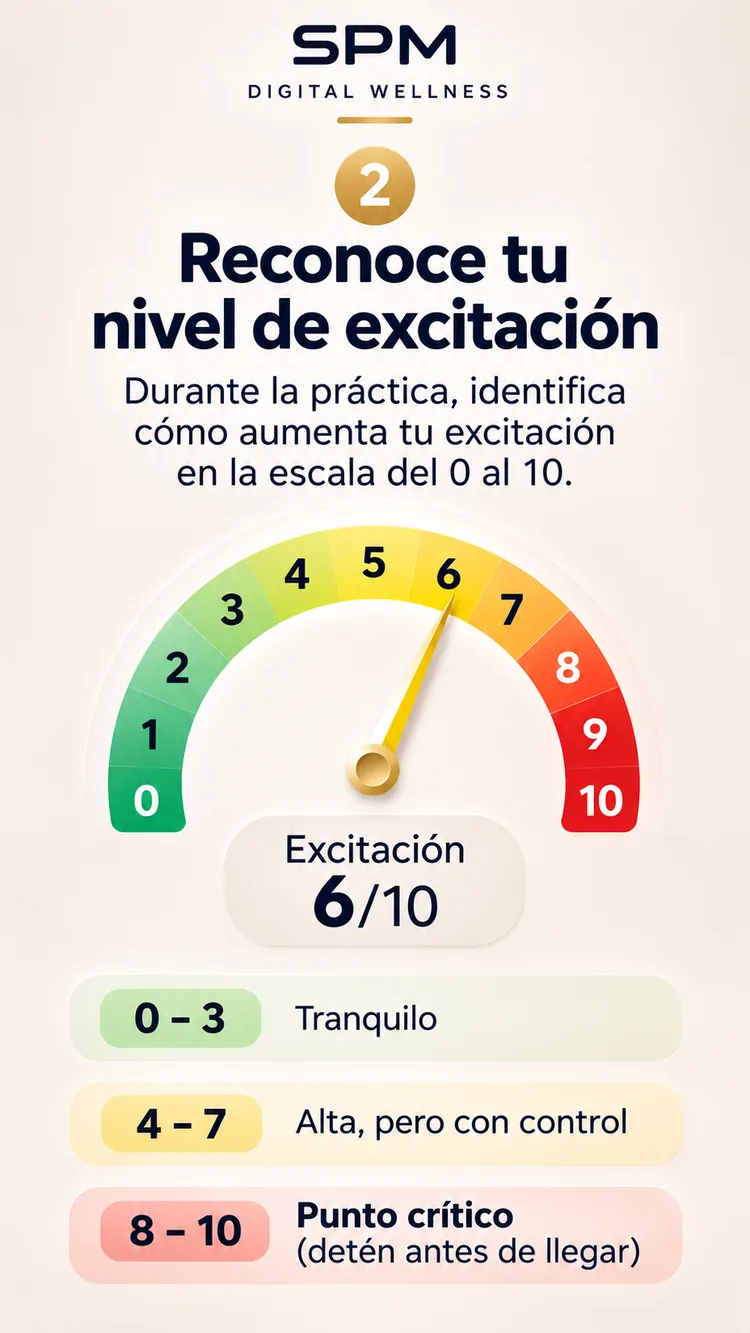 SPM
DIGITAL WELLNESS
2
Reconoce tu
nivel de excitación
Durante la práctica, identifica
cómo aumenta tu excitación
en la escala del 0 al 10.
0
1
2
3
4
5
6
7
8
9
10
Excitación
6/10
0 – 3 Tranquilo
4 – 7 Alta, pero con control
8 – 10 Punto crítico
(detén antes de llegar)